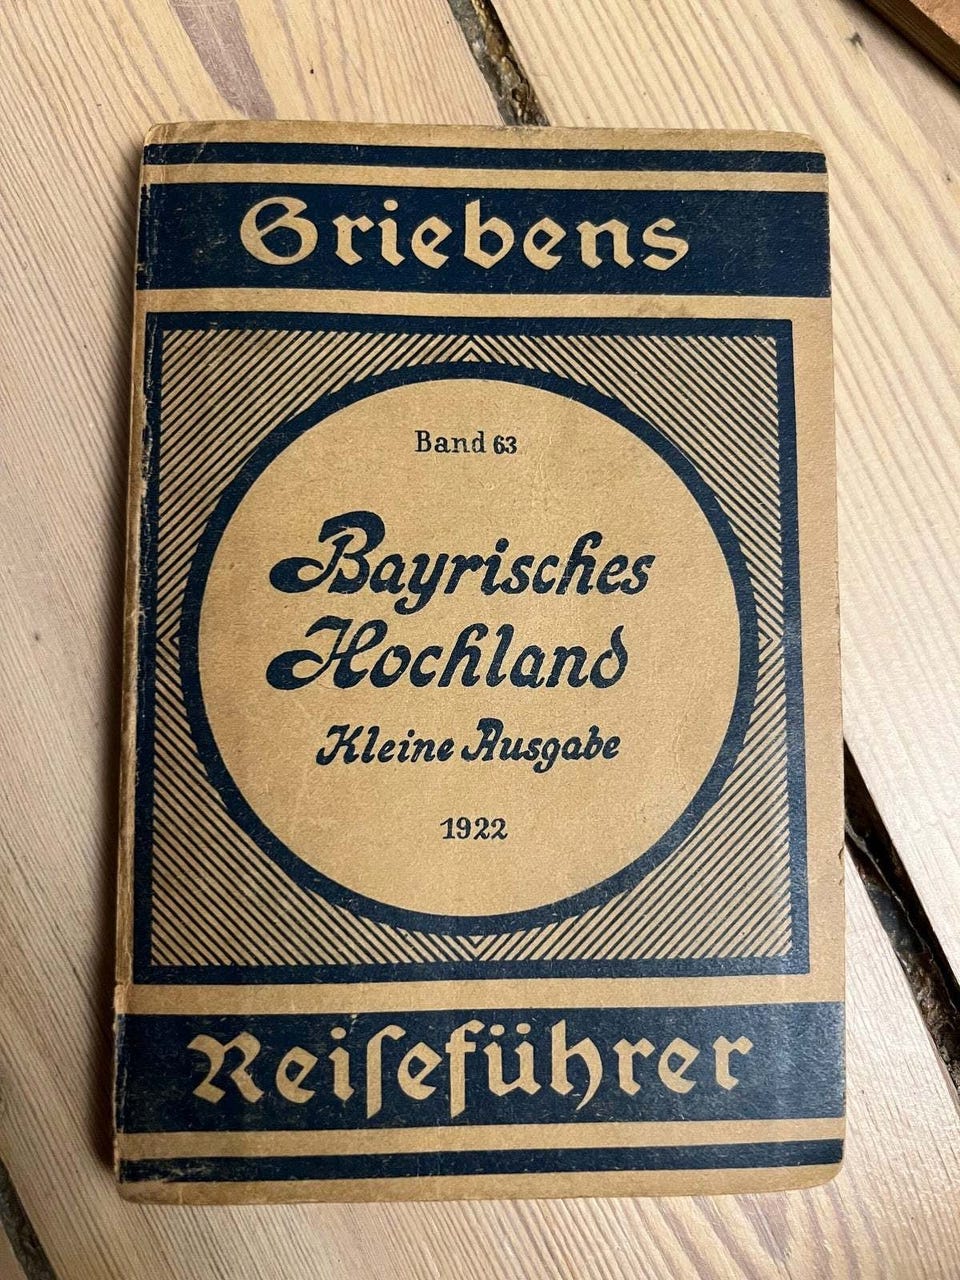 Griebens
Band 63
Bayrisches
Hochland
Kleine Ausgabe
1922
Reiſeführer